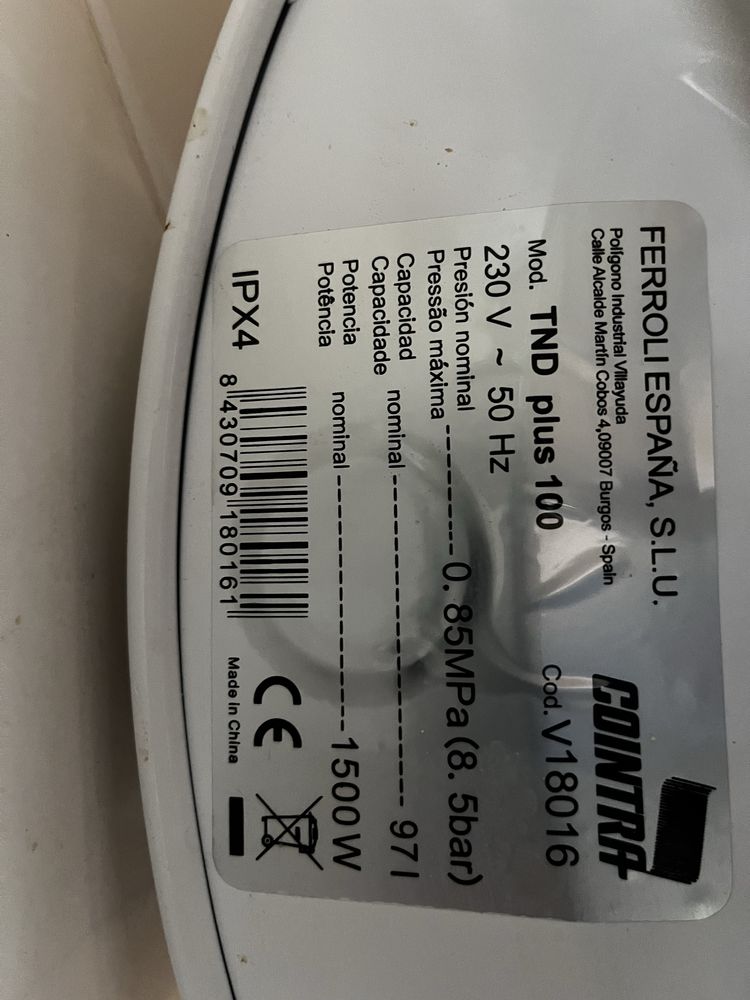 FERROLI ESPAÑA, S.L.U.
Polígono Industrial Villayuda
Calle Alcalde Martín Cobos 4,09007 Burgos - Spain
COINTRA
Mod. TND plus 100 Cod. V18016
230 V ~ 50 Hz
Presión nominal
Pressão máxima ---------0. 85MPa (8. 5bar)
Capacidad
Capacidade nominal---------------- 97l
Potencia
Potência nominal----------------1500W
IPX4
8 430709 180161
CE
Made in China